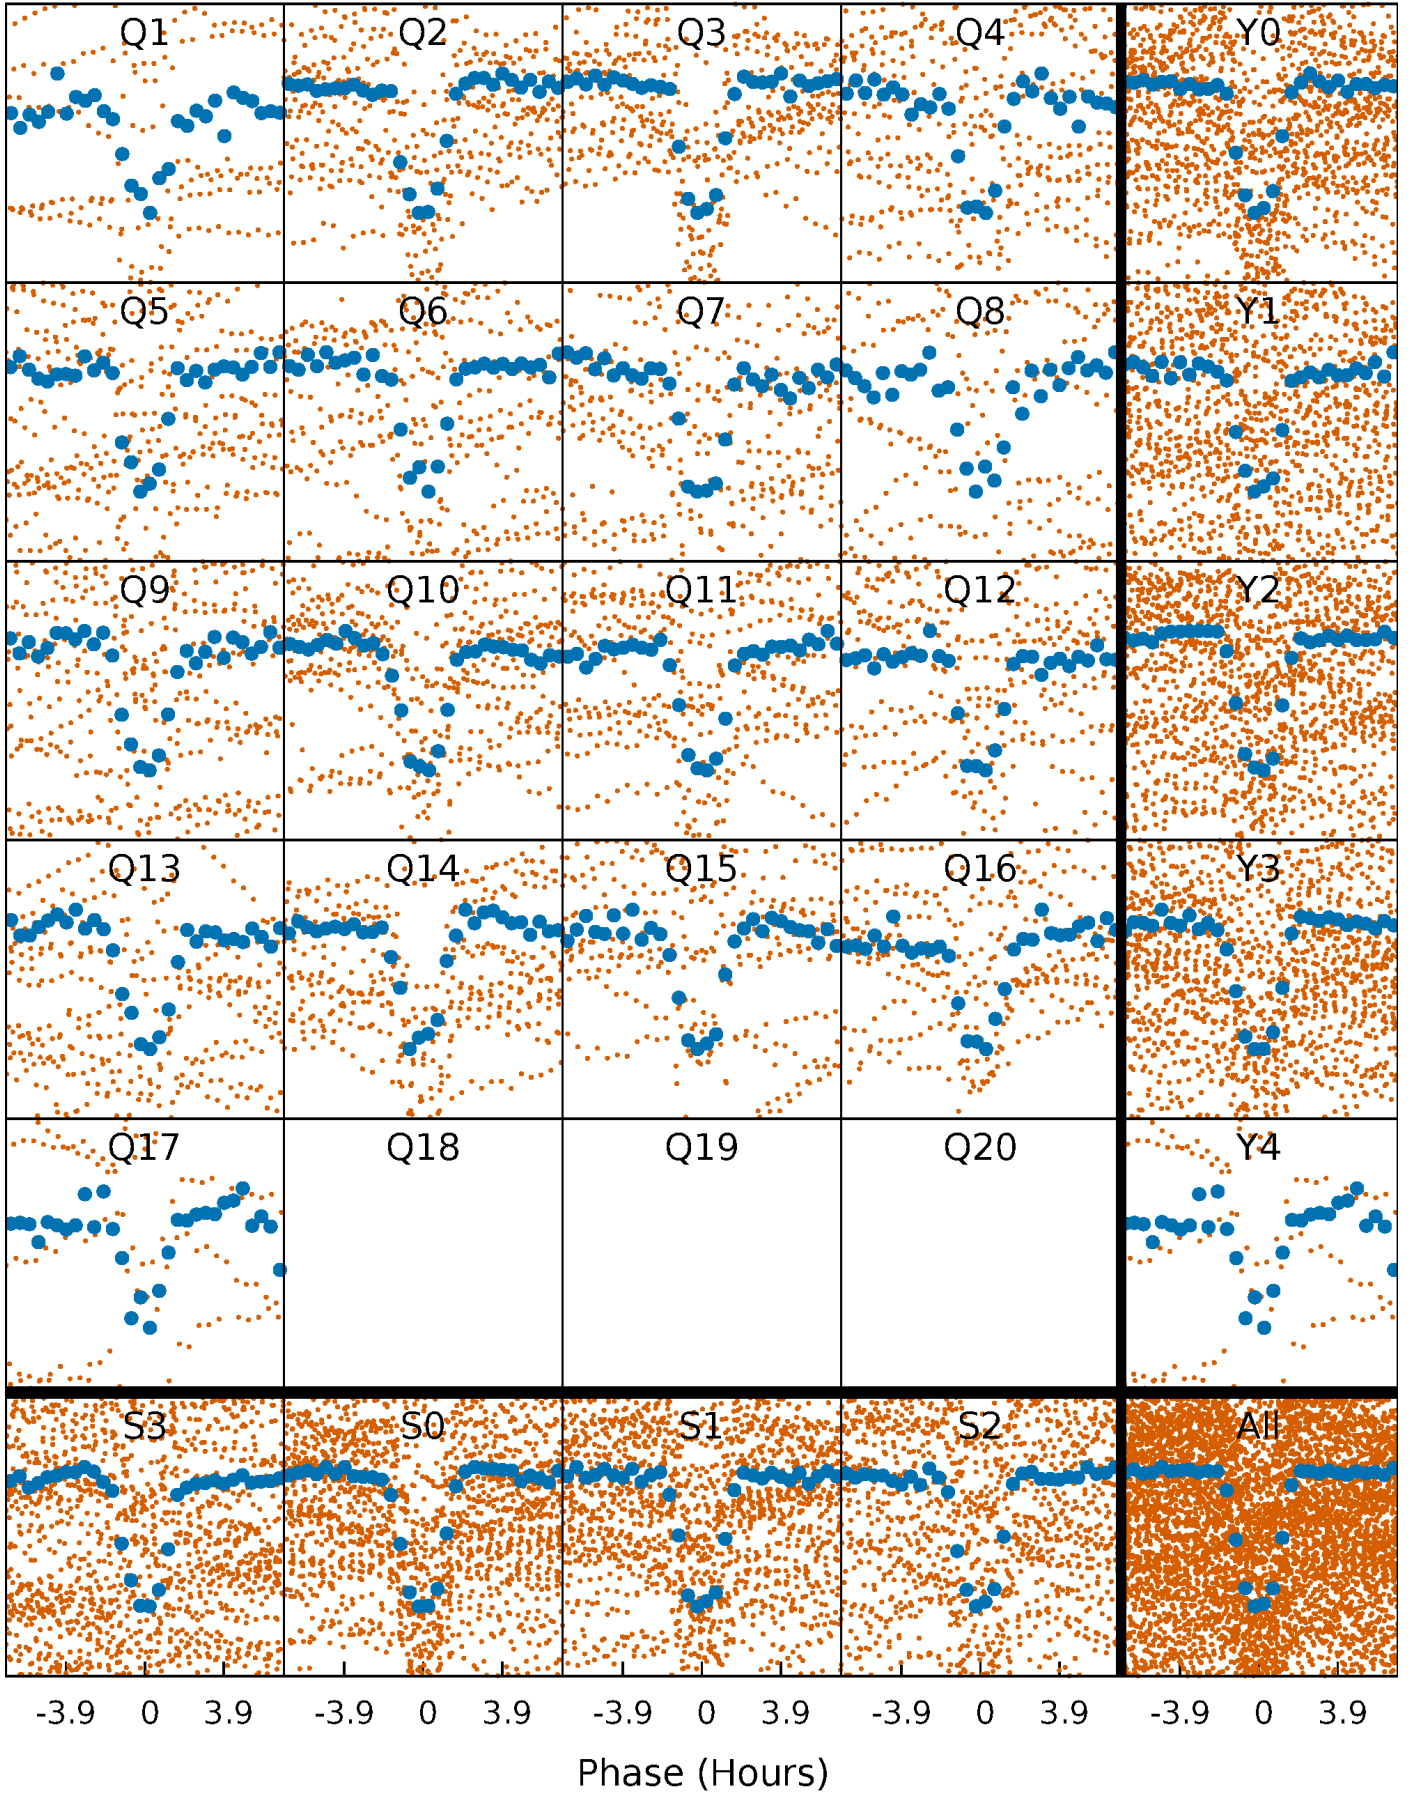 Q1 Q2 Q3 Q4 Y0
Q5 Q6 Q7 Q8 Y1
Q9 Q10 Q11 Q12 Y2
Q13 Q14 Q15 Q16 Y3
Q17 Q18 Q19 Q20 Y4
S3 S0 S1 S2 All
-3.9 0 3.9 -3.9 0 3.9 -3.9 0 3.9 -3.9 0 3.9 -3.9 0 3.9
Phase (Hours)